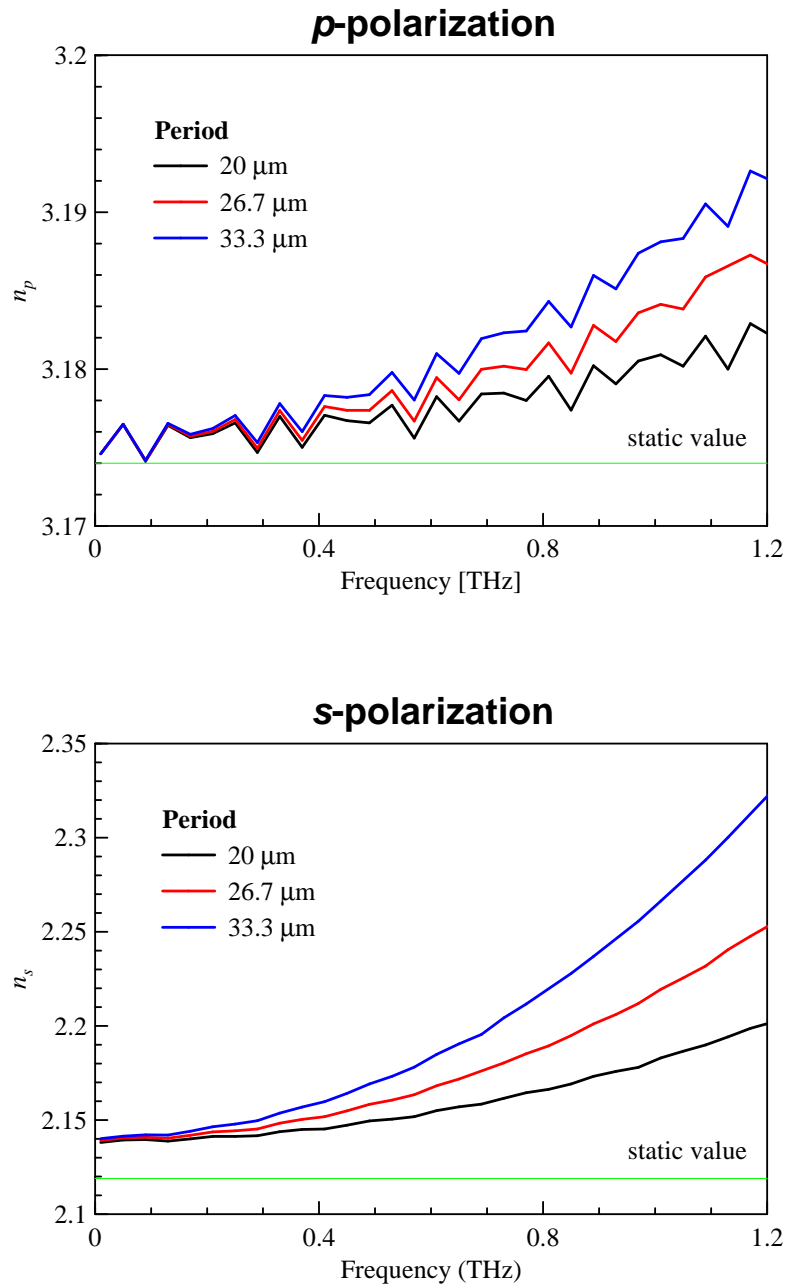 p-polarization
3.2
3.19
3.18
3.17
n_p
Period
20 µm
26.7 µm
33.3 µm
static value
0
0.4
0.8
1.2
Frequency [THz]
s-polarization
2.35
2.3
2.25
2.2
2.15
2.1
n_s
Period
20 µm
26.7 µm
33.3 µm
static value
0
0.4
0.8
1.2
Frequency (THz)